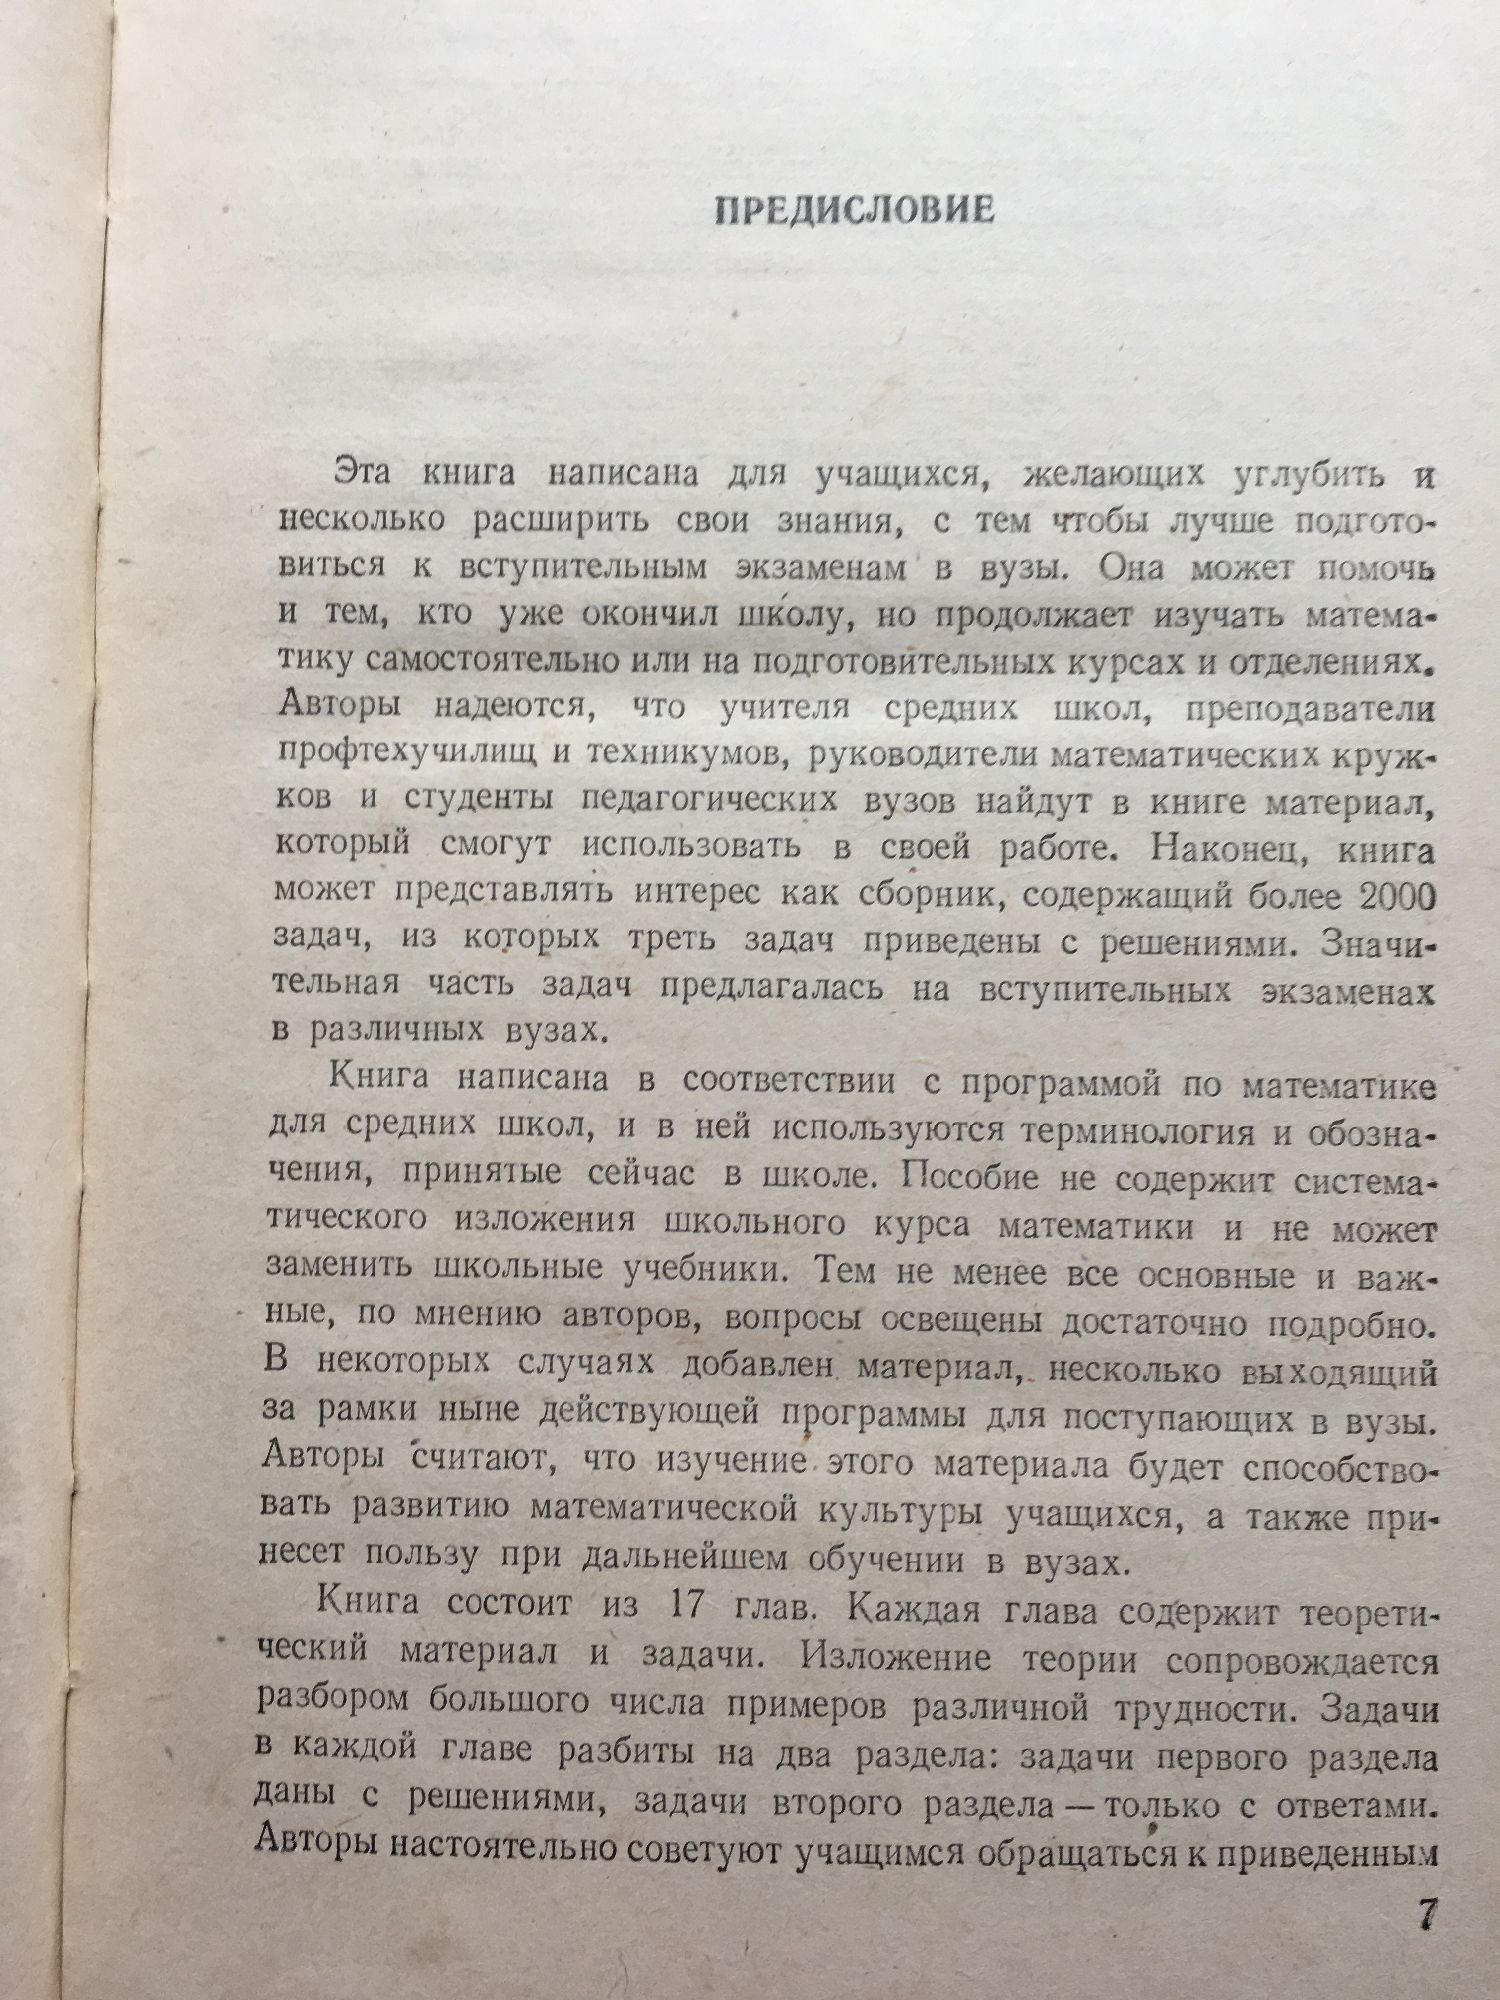 ПРЕДИСЛОВИЕ
Эта книга написана для учащихся, желающих углубить и
несколько расширить свои знания, с тем чтобы лучше подгото-
виться к вступительным экзаменам в вузы. Она может помочь
и тем, кто уже окончил школу, но продолжает изучать матема-
тику самостоятельно или на подготовительных курсах и отделениях.
Авторы надеются, что учителя средних школ, преподаватели
профтехучилищ и техникумов, руководители математических круж-
ков и студенты педагогических вузов найдут в книге материал,
который смогут использовать в своей работе. Наконец, книга
может представлять интерес как сборник, содержащий более 2000
задач, из которых треть задач приведены с решениями. Значи-
тельная часть задач предлагалась на вступительных экзаменах
в различных вузах.
Книга написана в соответствии с программой по математике
для средних школ, и в ней используются терминология и обозна-
чения, принятые сейчас в школе. Пособие не содержит система-
тического изложения школьного курса математики и не может
заменить школьные учебники. Тем не менее все основные и важ-
ные, по мнению авторов, вопросы освещены достаточно подробно.
В некоторых случаях добавлен материал, несколько выходящий
за рамки ныне действующей программы для поступающих в вузы.
Авторы считают, что изучение этого материала будет способство-
вать развитию математической культуры учащихся, а также при-
несет пользу при дальнейшем обучении в вузах.
Книга состоит из 17 глав. Каждая глава содержит теорети-
ческий материал и задачи. Изложение теории сопровождается
разбором большого числа примеров различной трудности. Задачи
в каждой главе разбиты на два раздела: задачи первого раздела
даны с решениями, задачи второго раздела — только с ответами.
Авторы настоятельно советуют учащимся обращаться к приведенным
7